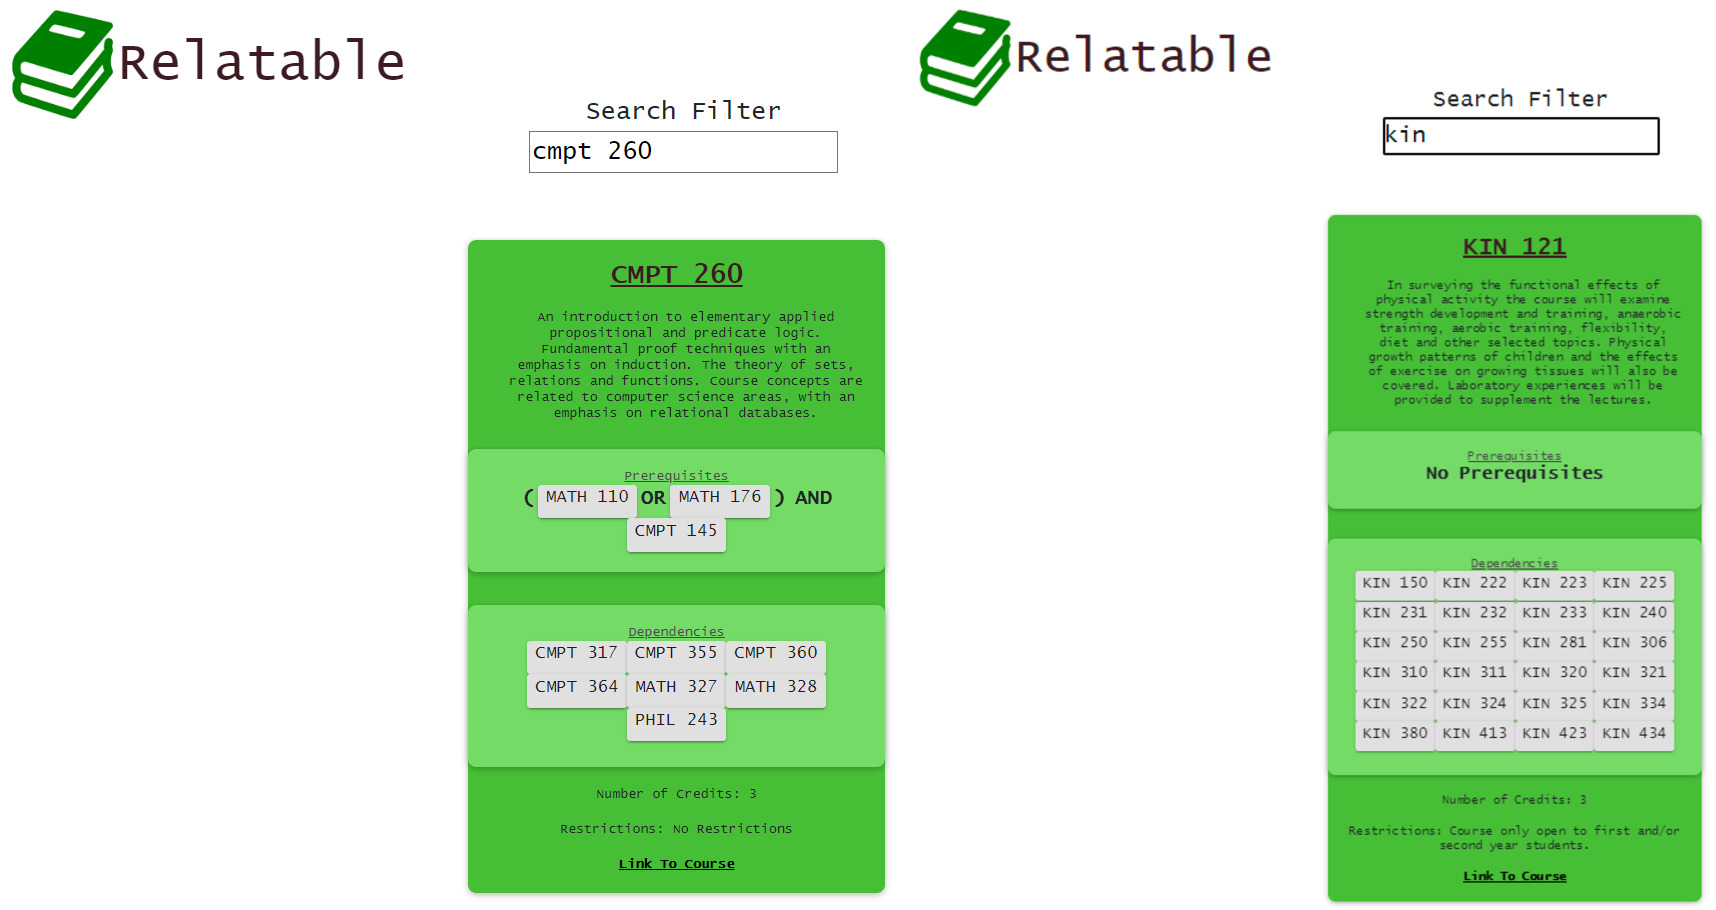 Relatable
Search Filter
cmpt 260
CMPT 260
An introduction to elementary applied
propositional and predicate logic.
Fundamental proof techniques with an
emphasis on induction. The theory of sets,
relations and functions. Course concepts are
related to computer science areas, with an
emphasis on relational databases.
Prerequisites
( MATH 110 OR MATH 176 ) AND
CMPT 145
Dependencies
CMPT 317 CMPT 355 CMPT 360
CMPT 364 MATH 327 MATH 328
PHIL 243
Number of Credits: 3
Restrictions: No Restrictions
Link To Course
Relatable
Search Filter
kin
KIN 121
In surveying the functional effects of
physical activity the course will examine
strength development and training, anaerobic
training, aerobic training, flexibility,
diet and other selected topics. Physical
growth patterns of children and the effects
of exercise on growing tissues will also be
covered. Laboratory experiences will be
provided to supplement the lectures.
Prerequisites
No Prerequisites
Dependencies
KIN 150 KIN 222 KIN 223 KIN 225
KIN 231 KIN 232 KIN 233 KIN 240
KIN 250 KIN 255 KIN 281 KIN 306
KIN 310 KIN 311 KIN 320 KIN 321
KIN 322 KIN 324 KIN 325 KIN 334
KIN 380 KIN 413 KIN 423 KIN 434
Number of Credits: 3
Restrictions: Course only open to first and/or
second year students.
Link To Course